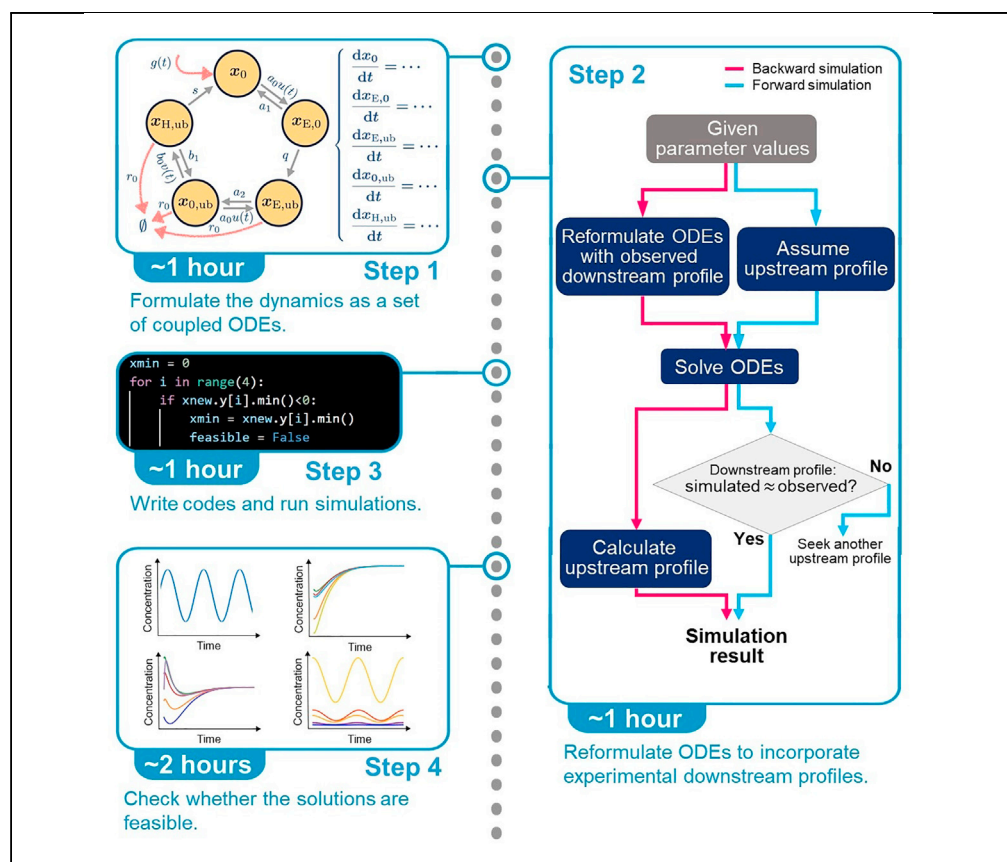 g(t)
x₀
s
a₀u(t)
a₁
x_H,ub
x_E,0
b₀v(t)
b₁
q
r₀
x₀,ub
a₂
a₀u(t)
x_E,ub
r₀
r₀
∅
dx₀/dt = ⋯
dx_E,0/dt = ⋯
dx_E,ub/dt = ⋯
dx₀,ub/dt = ⋯
dx_H,ub/dt = ⋯
~1 hour
Step 1
Formulate the dynamics as a set
of coupled ODEs.
Step 2
Backward simulation
Forward simulation
Given
parameter values
Reformulate ODEs
with observed
downstream profile
Assume
upstream profile
Solve ODEs
Downstream profile:
simulated ≈ observed?
No
Yes
Seek another
upstream profile
Calculate
upstream profile
Simulation
result
~1 hour
Reformulate ODEs to incorporate
experimental downstream profiles.
xmin = 0
for i in range(4):
if xnew.y[i].min()<0:
xmin = xnew.y[i].min()
feasible = False
~1 hour
Step 3
Write codes and run simulations.
Concentration
Time
Concentration
Time
Concentration
Time
Concentration
Time
~2 hours
Step 4
Check whether the solutions are
feasible.